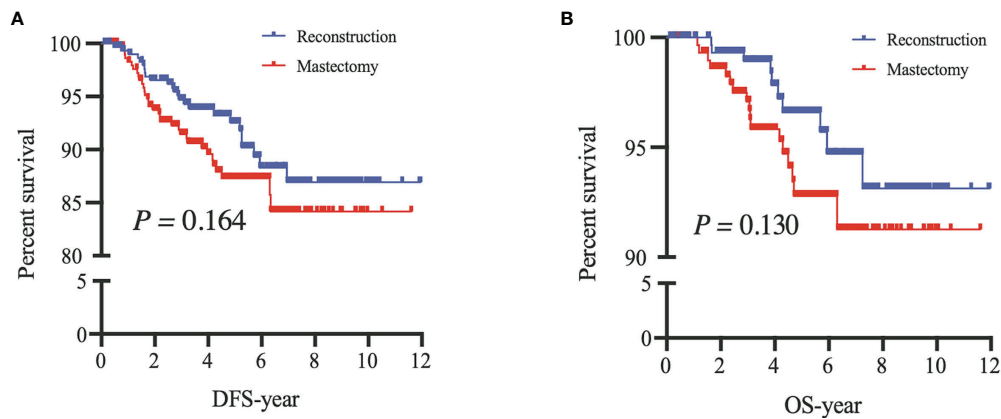 A
Reconstruction
Mastectomy
Percent survival
100
95
90
85
80
5
0
P = 0.164
0 2 4 6 8 10 12
DFS-year
B
Reconstruction
Mastectomy
Percent survival
100
95
90
5
0
P = 0.130
0 2 4 6 8 10 12
OS-year